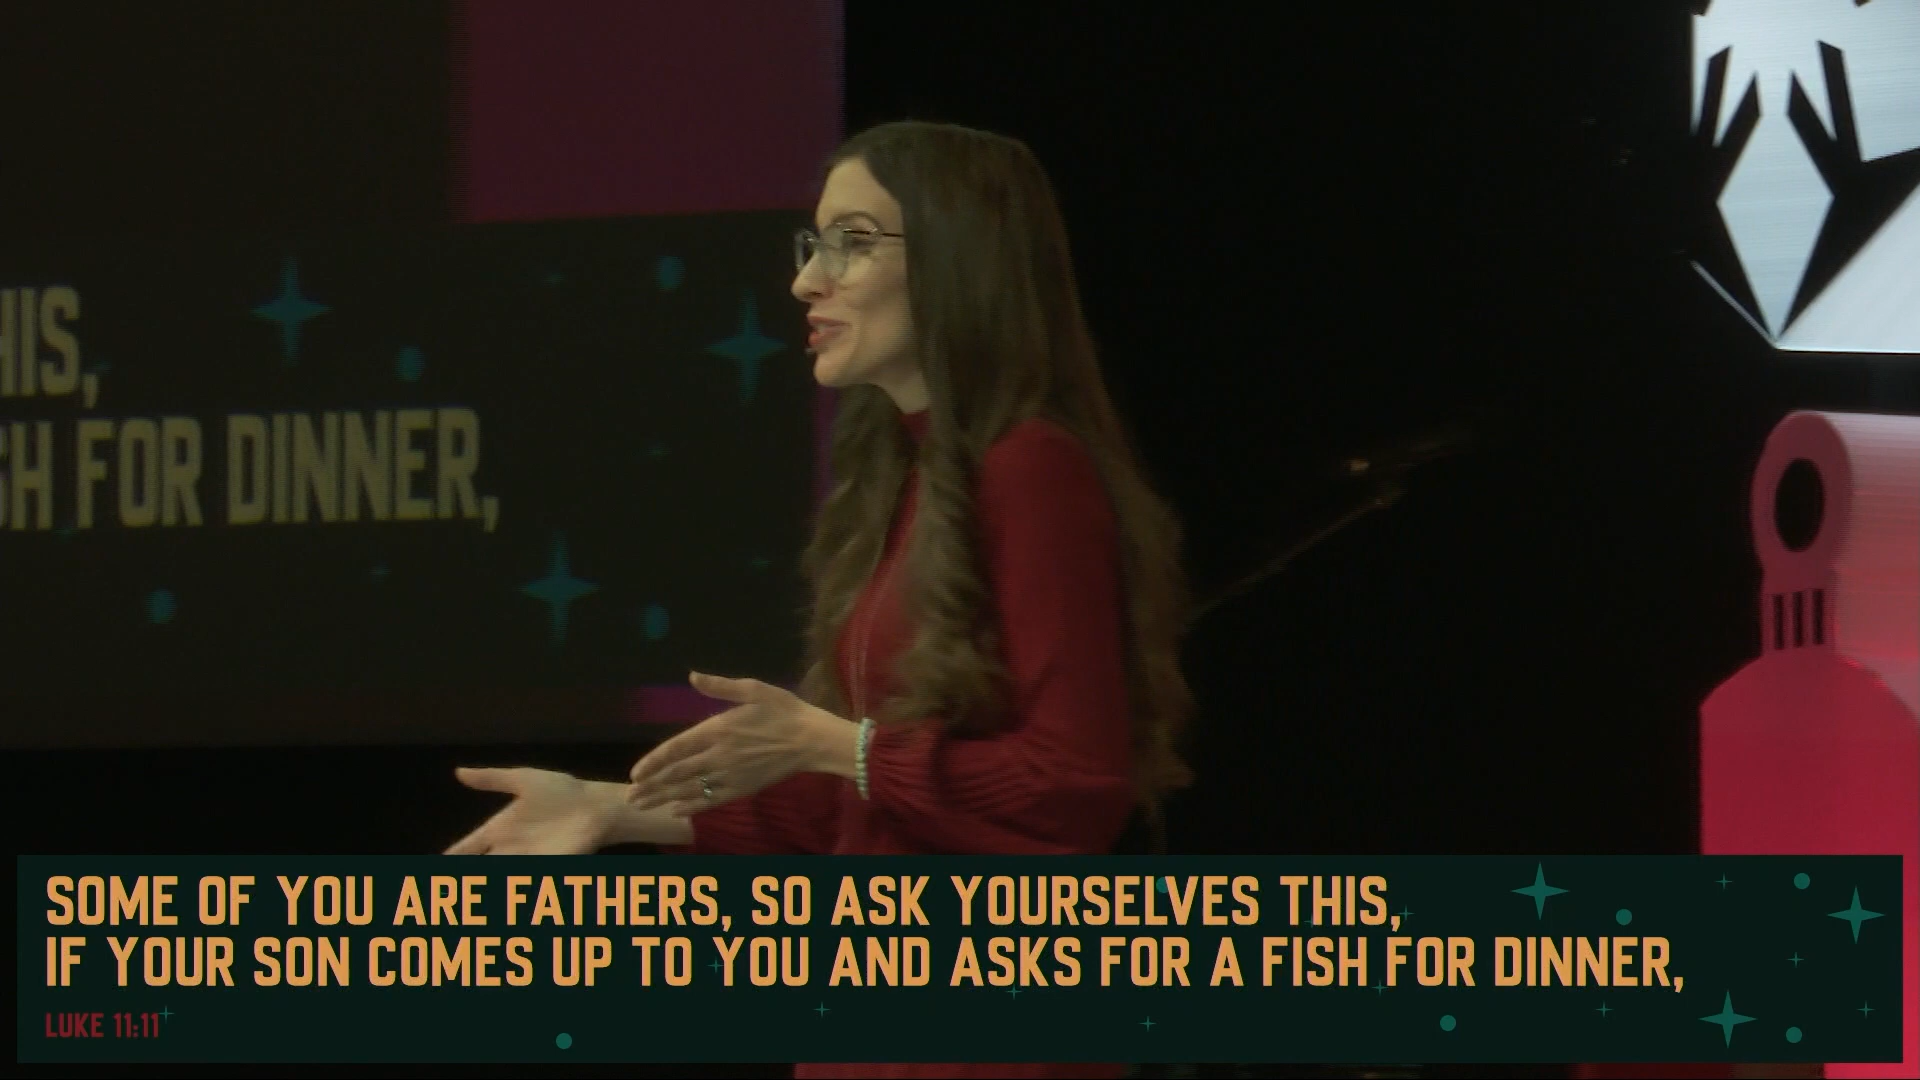 HIS,
SH FOR DINNER,
SOME OF YOU ARE FATHERS, SO ASK YOURSELVES THIS,
IF YOUR SON COMES UP TO YOU AND ASKS FOR A FISH FOR DINNER,
LUKE 11:11